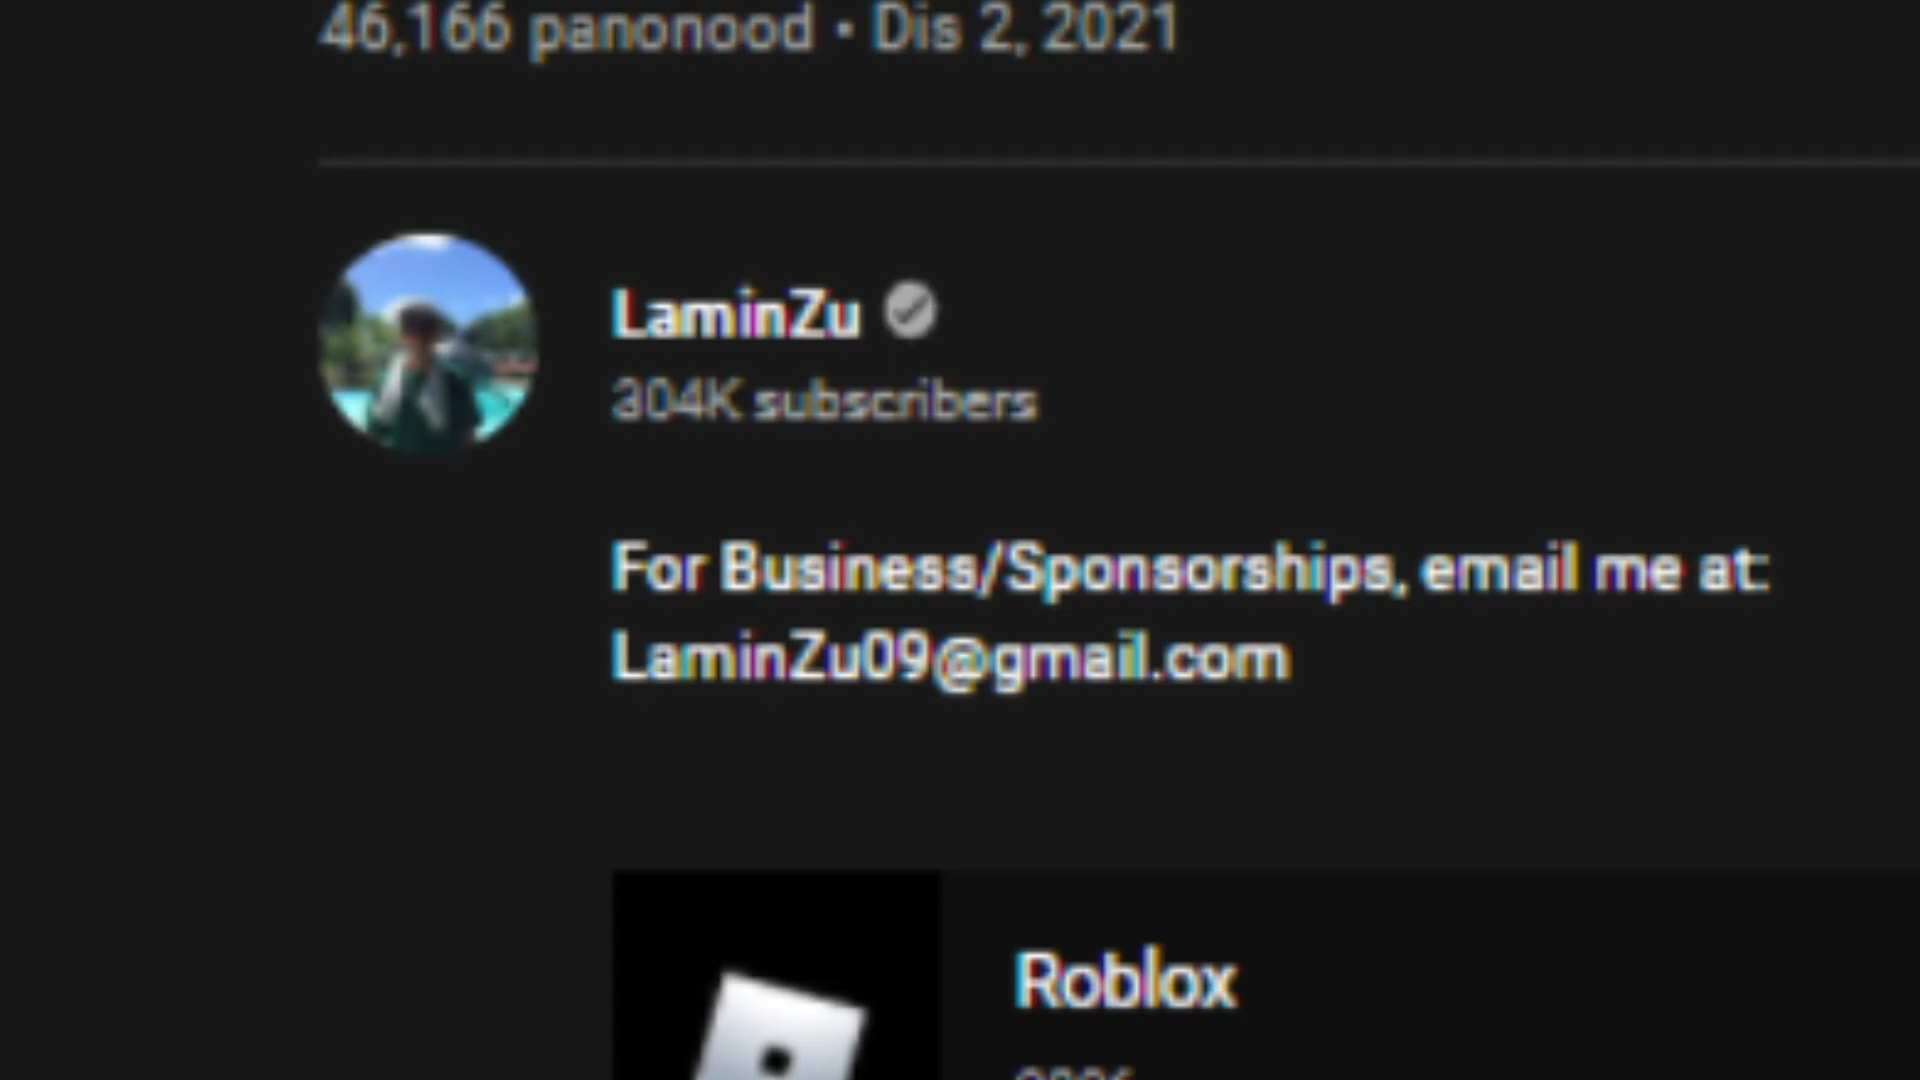 46,166 panonood • Dis 2, 2021
LaminZu
304K subscribers
For Business/Sponsorships, email me at:
LaminZu09@gmail.com
Roblox